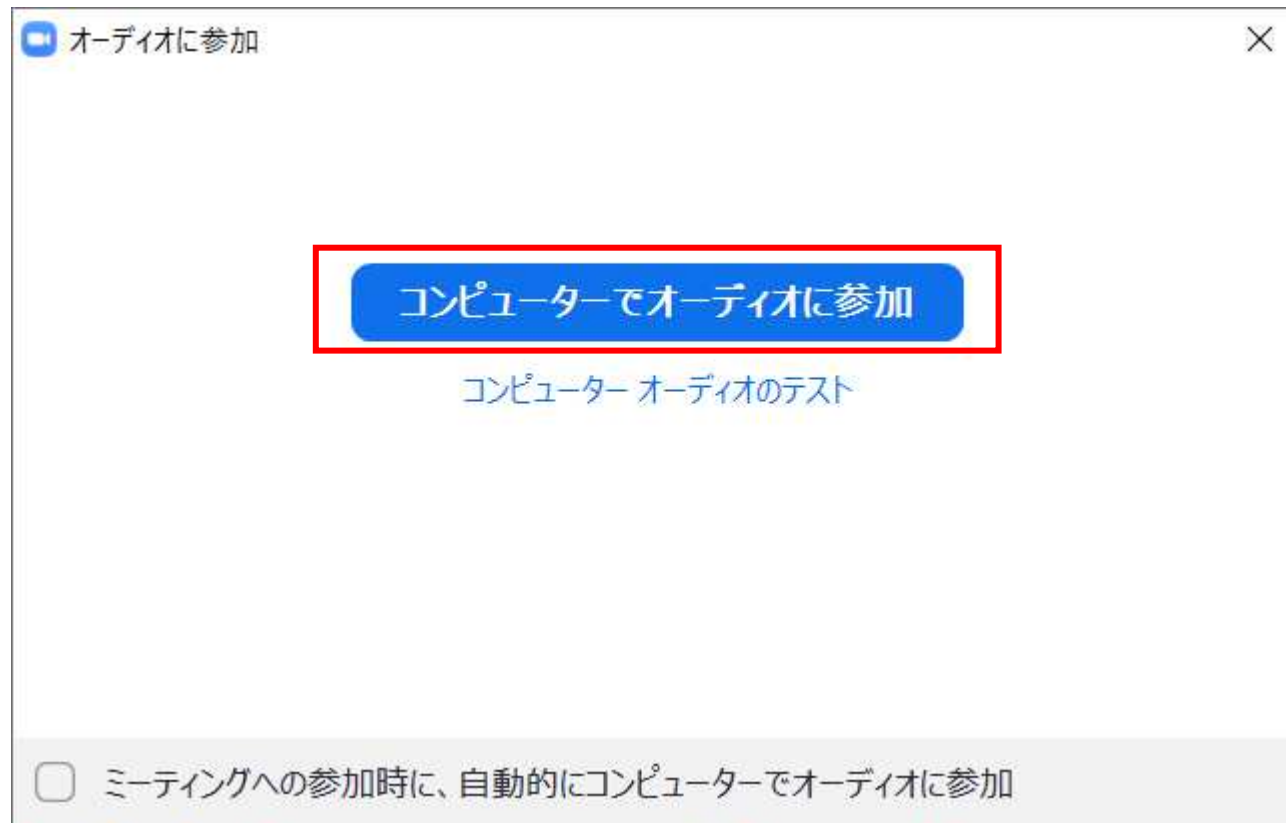 オーディオに参加
コンピューターでオーディオに参加
コンピューター オーディオのテスト
ミーティングへの参加時に、自動的にコンピューターでオーディオに参加